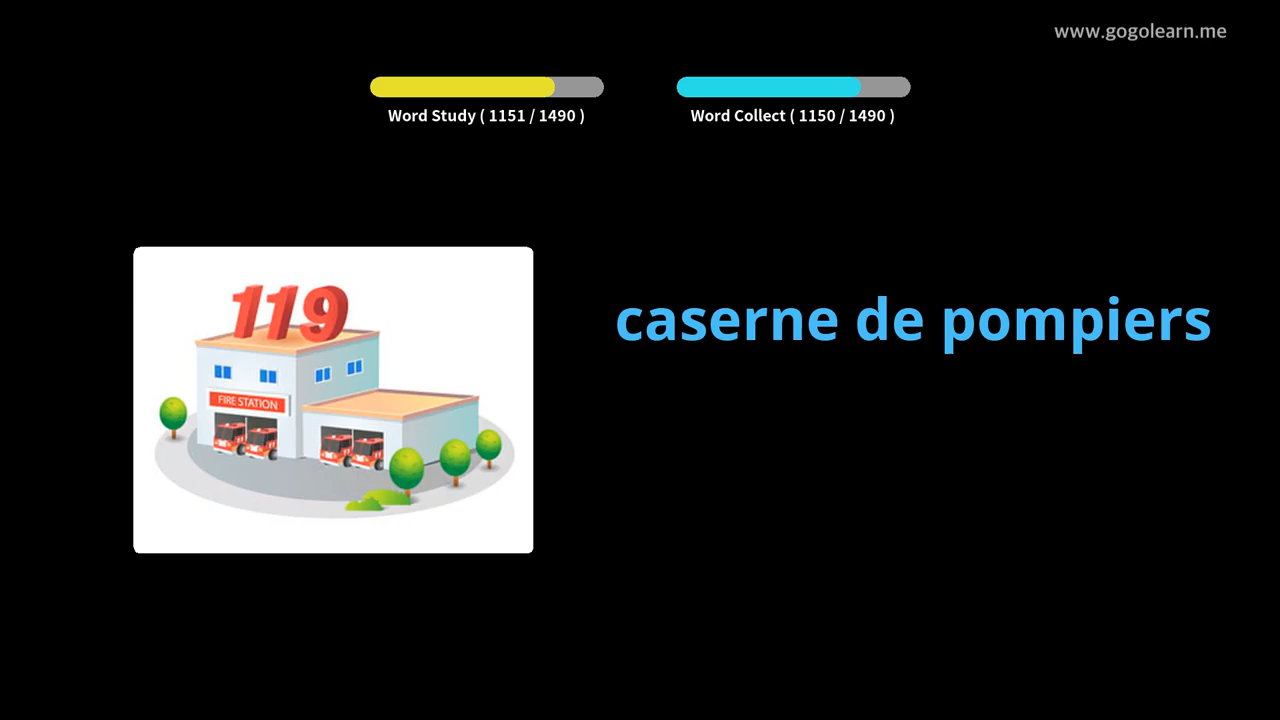 www.gogolearn.me
Word Study ( 1151 / 1490 )
Word Collect ( 1150 / 1490 )
119
FIRE STATION
caserne de pompiers